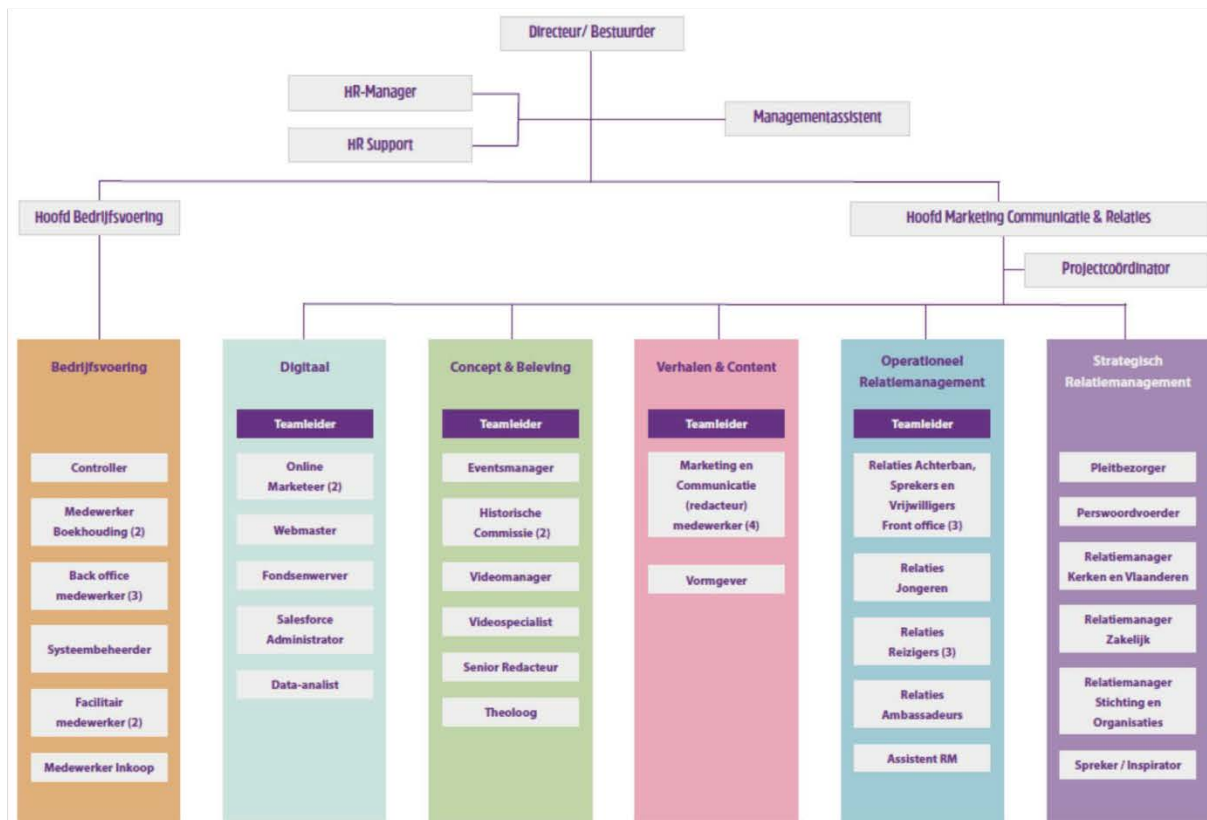 Directeur/ Bestuurder
HR-Manager
Managementassistent
HR Support
Hoofd Bedrijfsvoering
Hoofd Marketing Communicatie & Relaties
Projectcoördinator
Bedrijfsvoering
Controller
Medewerker
Boekhouding (2)
Back office
medewerker (3)
Systeembeheerder
Facilitair
medewerker (2)
Medewerker Inkoop
Digitaal
Teamleider
Online
Marketeer (2)
Webmaster
Fondsenwerver
Salesforce
Administrator
Data-analist
Concept & Beleving
Teamleider
Eventsmanager
Historische
Commissie (2)
Videomanager
Videospecialist
Senior Redacteur
Theoloog
Verhalen & Content
Teamleider
Marketing en
Communicatie
(redacteur)
medewerker (4)
Vormgever
Operationeel
Relatiemanagement
Teamleider
Relaties Achterban,
Sprekers en
Vrijwilligers
Front office (3)
Relaties
Jongeren
Relaties
Reizigers (3)
Relaties
Ambassadeurs
Assistent RM
Strategisch
Relatiemanagement
Pleitbezorger
Perswoordvoerder
Relatiemanager
Kerken en Vlaanderen
Relatiemanager
Zakelijk
Relatiemanager
Stichting en
Organisaties
Spreker / Inspirator